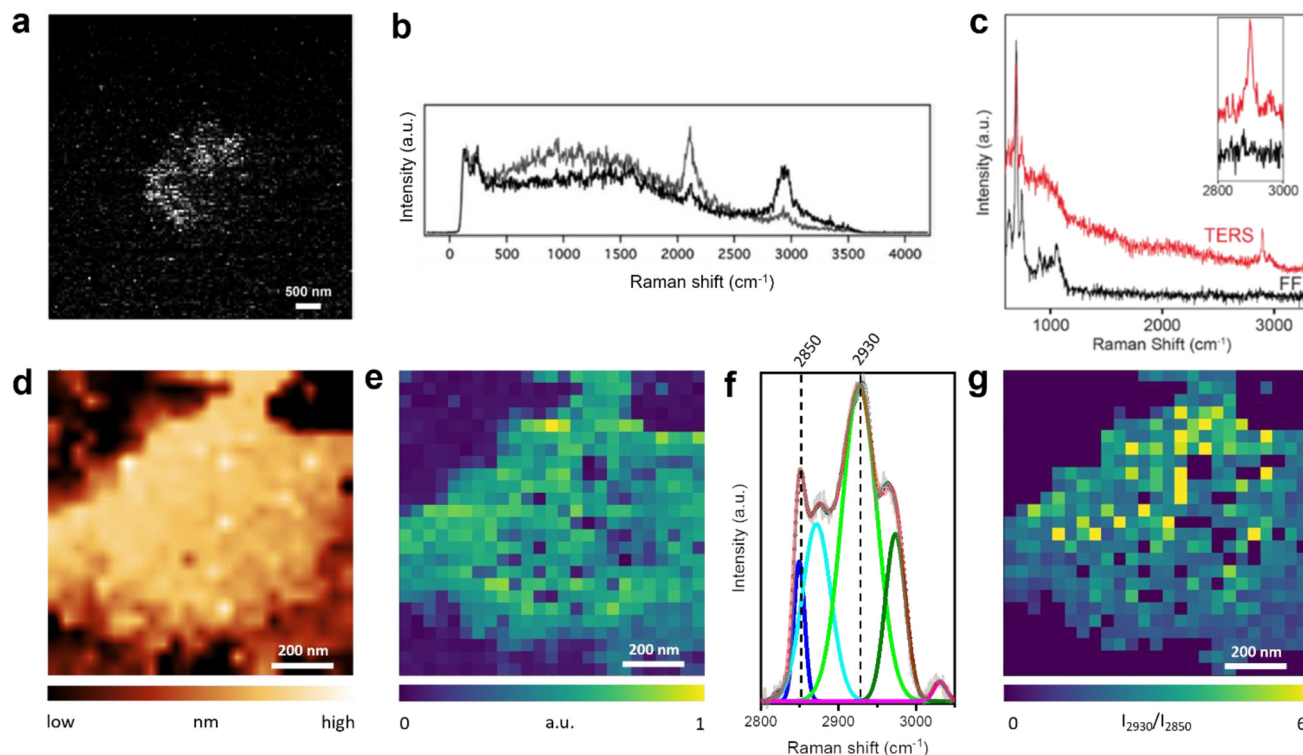 a
500 nm
b
Intensity (a.u.)
0 500 1000 1500 2000 2500 3000 3500 4000
Raman shift (cm⁻¹)
c
Intensity (a.u.)
2800 3000
TERS
FF
1000 2000 3000
Raman Shift (cm⁻¹)
d
200 nm
low nm high
e
200 nm
0 a.u. 1
f
2850 2930
Intensity (a.u.)
2800 2900 3000
Raman shift (cm⁻¹)
g
200 nm
0 I₂₉₃₀/I₂₈₅₀ 6